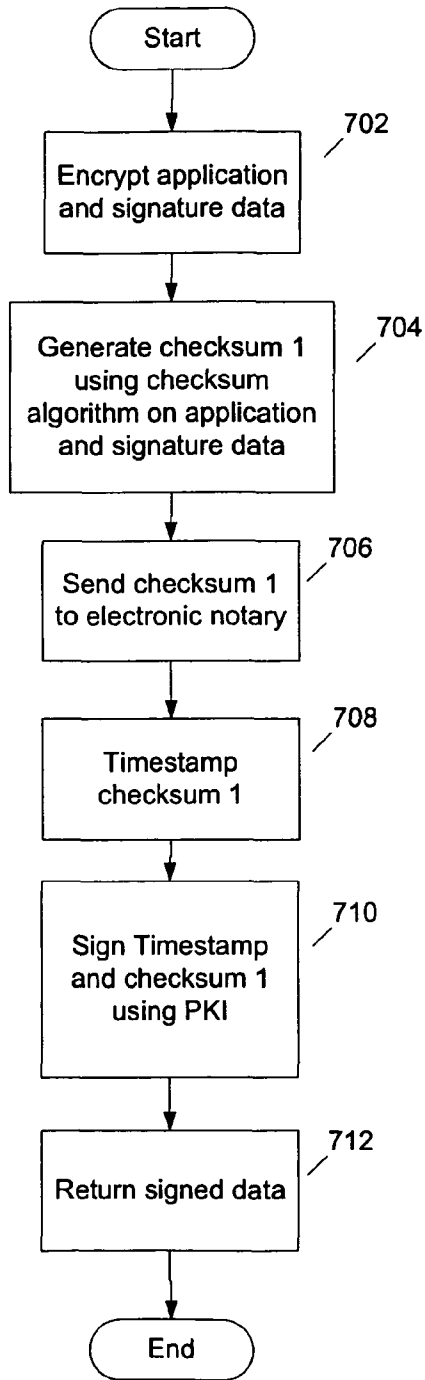 Start
702
Encrypt application
and signature data
704
Generate checksum 1
using checksum
algorithm on application
and signature data
706
Send checksum 1
to electronic notary
708
Timestamp
checksum 1
710
Sign Timestamp
and checksum 1
using PKI
712
Return signed data
End